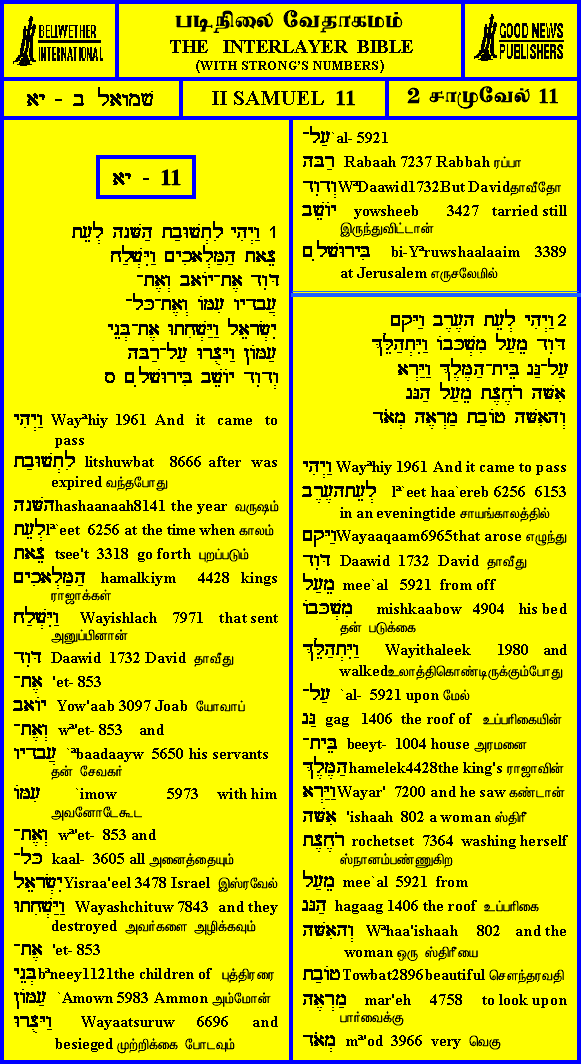 BELLWETHER
INTERNATIONAL
படிநிலை வேதாகமம்
THE INTERLAYER BIBLE
(WITH STRONG'S NUMBERS)
GOOD NEWS
PUBLISHERS
שמואל ב - יא
II SAMUEL 11
2 சாமுவேல் 11
יא - 11
1 וַיְהִי לִתְשׁוּבַת הַשָּׁנָה לְעֵת
צֵאת הַמַּלְאכִים וַיִּשְׁלַח
דָּוִד אֶת־יוֹאָב וְאֶת־
עֲבָדָיו עִמּוֹ וְאֶת־כָּל־
יִשְׂרָאֵל וַיַּשְׁחִתוּ אֶת־בְּנֵי
עַמּוֹן וַיָּצֻרוּ עַל־רַבָּה
וְדָוִד יוֹשֵׁב בִּירוּשָׁלִָם ס
וַיְהִי Wayªhiy 1961 And it came to
pass
לִתְשׁוּבַת litshuwbat 8666 after was
expired வந்தபோது
הַשָּׁנָה hashaanaah8141 the year வருஷம்
לְעֵת lª`eet 6256 at the time when காலம்
צֵאת tsee't 3318 go forth புறப்படும்
הַמַּלְאכִים hamalkiym 4428 kings
ராஜாக்கள்
וַיִּשְׁלַח Wayishlach 7971 that sent
அனுப்பினான்
דָּוִד Daawid 1732 David தாவீது
אֶת־ 'et- 853
יוֹאָב Yow'aab 3097 Joab யோவாப்
וְאֶת־ wª'et- 853 and
עֲבָדָיו `ªbaadaayw 5650 his servants
தன் சேவகர்
עִמּוֹ `imow 5973 with him
அவனோடேகூட
וְאֶת־ wª'et- 853 and
כָּל־ kaal- 3605 all அனைத்தையும்
יִשְׂרָאֵל Yisraa'eel 3478 Israel இஸ்ரவேல்
וַיַּשְׁחִתוּ Wayashchituw 7843 and they
destroyed அவர்களை அழிக்கவும்
אֶת־ 'et- 853
בְּנֵי bªneey1121the children of புத்திரரை
עַמּוֹן `Amown 5983 Ammon அம்மோன்
וַיָּצֻרוּ Wayaatsuruw 6696 and
besieged முற்றிக்கை போடவும்
עַל־ `al- 5921
רַבָּה Rabaah 7237 Rabbah ரப்பா
וְדָוִד WªDaawid1732But Davidதாவீதோ
יוֹשֵׁב yowsheeb 3427 tarried still
இருந்துவிட்டான்
בִּירוּשָׁלִָם bi-Yªruwshaalaaim 3389
at Jerusalem எருசலேமில்
2 וַיְהִי לְעֵת הָעֶרֶב וַיָּקָם
דָּוִד מֵעַל מִשְׁכָּבוֹ וַיִּתְהַלֵּךְ
עַל־גַּג בֵּית־הַמֶּלֶךְ וַיַּרְא
אִשָּׁה רֹחֶצֶת מֵעַל הַגָּג
וְהָאִשָּׁה טוֹבַת מַרְאֶה מְאֹד
וַיְהִי Wayªhiy 1961 And it came to pass
לְעֵתהָעֶרֶב lª`eet haa`ereb 6256 6153
in an eveningtide சாயங்காலத்தில்
וַיָּקָם Wayaaqaam6965that arose எழுந்து
דָּוִד Daawid 1732 David தாவீது
מֵעַל mee`al 5921 from off
מִשְׁכָּבוֹ mishkaabow 4904 his bed
தன் படுக்கை
וַיִּתְהַלֵּךְ Wayithaleek 1980 and
walkedஉலாத்திகொண்டிருக்கும்போது
עַל־ `al- 5921 upon மேல்
גַּג gag 1406 the roof of உப்பரிகையின்
בֵּית־ beeyt- 1004 house அரமனை
הַמֶּלֶךְ hamelek4428the king's ராஜாவின்
וַיַּרְא Wayar' 7200 and he saw கண்டான்
אִשָּׁה 'ishaah 802 a woman ஸ்திரீ
רֹחֶצֶת rochetset 7364 washing herself
ஸ்நானம்பண்ணுகிற
מֵעַל mee`al 5921 from
הַגָּג hagaag 1406 the roof உப்பரிகை
וְהָאִשָּׁה Wªhaa'ishaah 802 and the
woman ஒரு ஸ்திரீயை
טוֹבַת Towbat2896beautiful சௌந்தரவதி
מַרְאֶה mar'eh 4758 to look upon
பார்வைக்கு
מְאֹד mª'od 3966 very வெகு